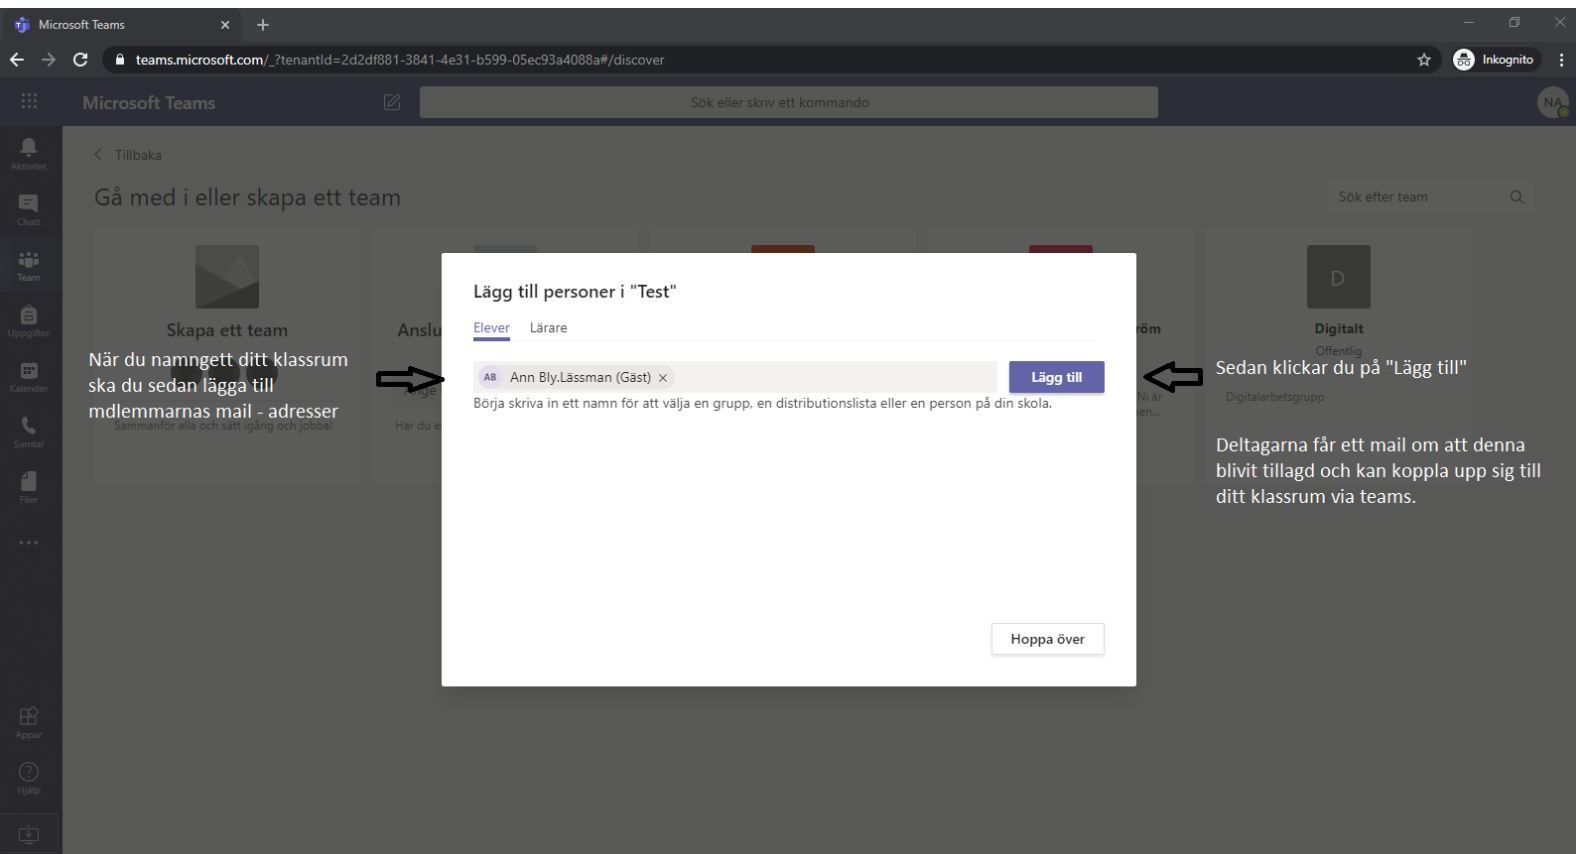 Microsoft Teams
teams.microsoft.com/_?tenantId=2d2df881-3841-4e31-b599-05ec93a4088a#/discover
Inkognito
Microsoft Teams
Sök eller skriv ett kommando
NA
Aktivitet
Chatt
Team
Uppgifter
Kalender
Samtal
Filer
Appar
Hjälp
Tillbaka
Gå med i eller skapa ett team
Sök efter team
Skapa ett team
Sammanför alla och sätt igång och jobba!
När du namngett ditt klassrum
ska du sedan lägga till
mdlemmarnas mail - adresser
Anslu
Ange
Har du e
Lägg till personer i "Test"
Elever
Lärare
AB Ann Bly.Lässman (Gäst) ×
Lägg till
Börja skriva in ett namn för att välja en grupp, en distributionslista eller en person på din skola.
Hoppa över
röm
Ni är
en...
D
Digitalt
Offentlig
Digitalarbetsgrupp
Sedan klickar du på "Lägg till"
Deltagarna får ett mail om att denna
blivit tillagd och kan koppla upp sig till
ditt klassrum via teams.